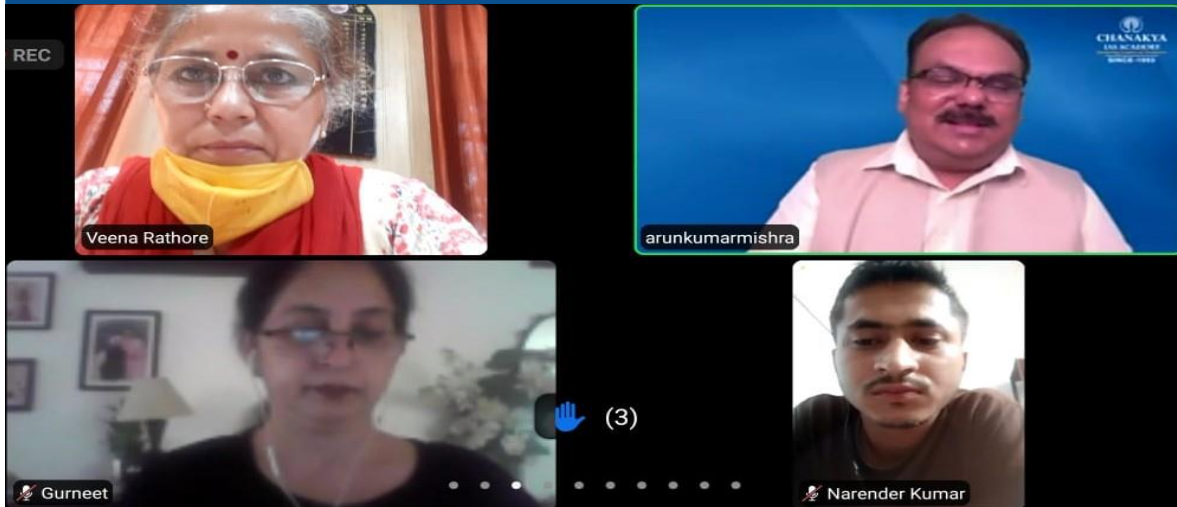 REC
CHANAKYA
IAS ACADEMY
SINCE-1993
Veena Rathore
arunkumarmishra
(3)
Gurneet
Narender Kumar